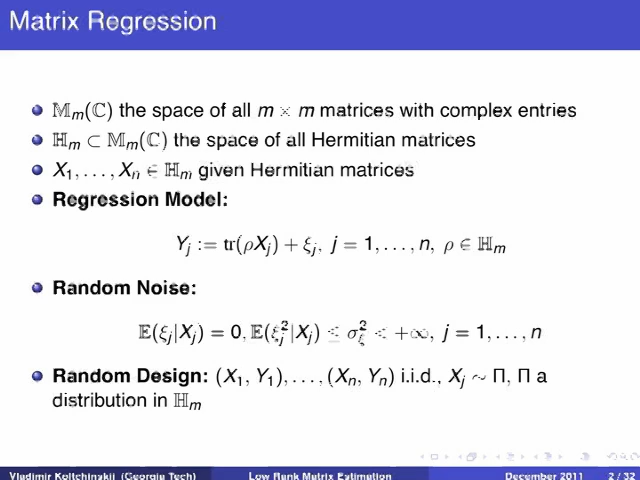 Matrix Regression
𝕄ₘ(ℂ) the space of all m × m matrices with complex entries
ℍₘ ⊂ 𝕄ₘ(ℂ) the space of all Hermitian matrices
X₁, . . . , Xₙ ∈ ℍₘ given Hermitian matrices
Regression Model:
Yⱼ := tr(ρXⱼ) + ξⱼ, j = 1, . . . , n, ρ ∈ ℍₘ
Random Noise:
𝔼(ξⱼ|Xⱼ) = 0, 𝔼(ξⱼ²|Xⱼ) ≤ σ_ξ² < +∞, j = 1, . . . , n
Random Design: (X₁, Y₁), . . . , (Xₙ, Yₙ) i.i.d., Xⱼ ∼ Π, Π a
distribution in ℍₘ
Vladimir Koltchinskii (Georgia Tech) Low Rank Matrix Estimation December 2011 2 / 32